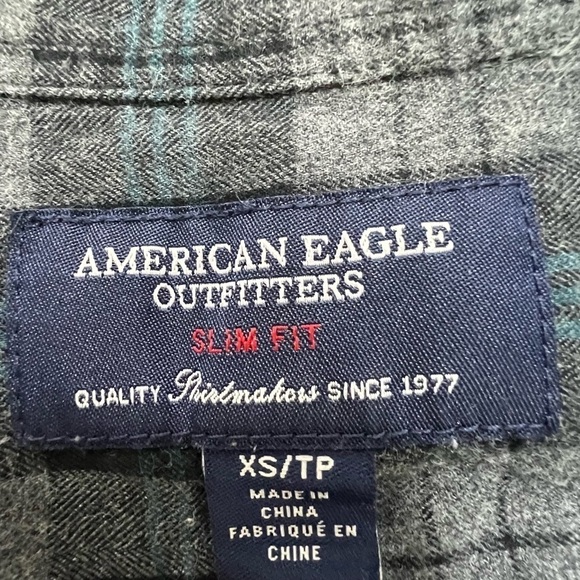 AMERICAN EAGLE
OUTFITTERS
SLIM FIT
QUALITY Shirtmakers SINCE 1977
XS/TP
MADE IN
CHINA
FABRIQUÉ EN
CHINE